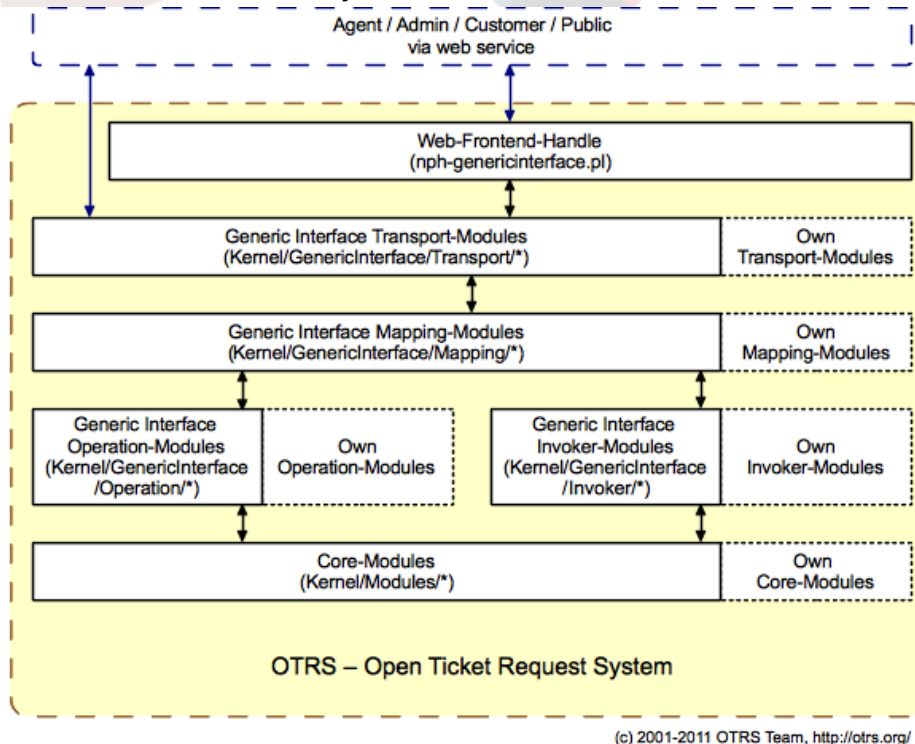 Agent / Admin / Customer / Public
via web service
Web-Frontend-Handle
(nph-genericinterface.pl)
Generic Interface Transport-Modules
(Kernel/GenericInterface/Transport/*)
Own
Transport-Modules
Generic Interface Mapping-Modules
(Kernel/GenericInterface/Mapping/*)
Own
Mapping-Modules
Generic Interface
Operation-Modules
(Kernel/GenericInterface
/Operation/*)
Own
Operation-Modules
Generic Interface
Invoker-Modules
(Kernel/GenericInterface
/Invoker/*)
Own
Invoker-Modules
Core-Modules
(Kernel/Modules/*)
Own
Core-Modules
OTRS – Open Ticket Request System
(c) 2001-2011 OTRS Team, http://otrs.org/